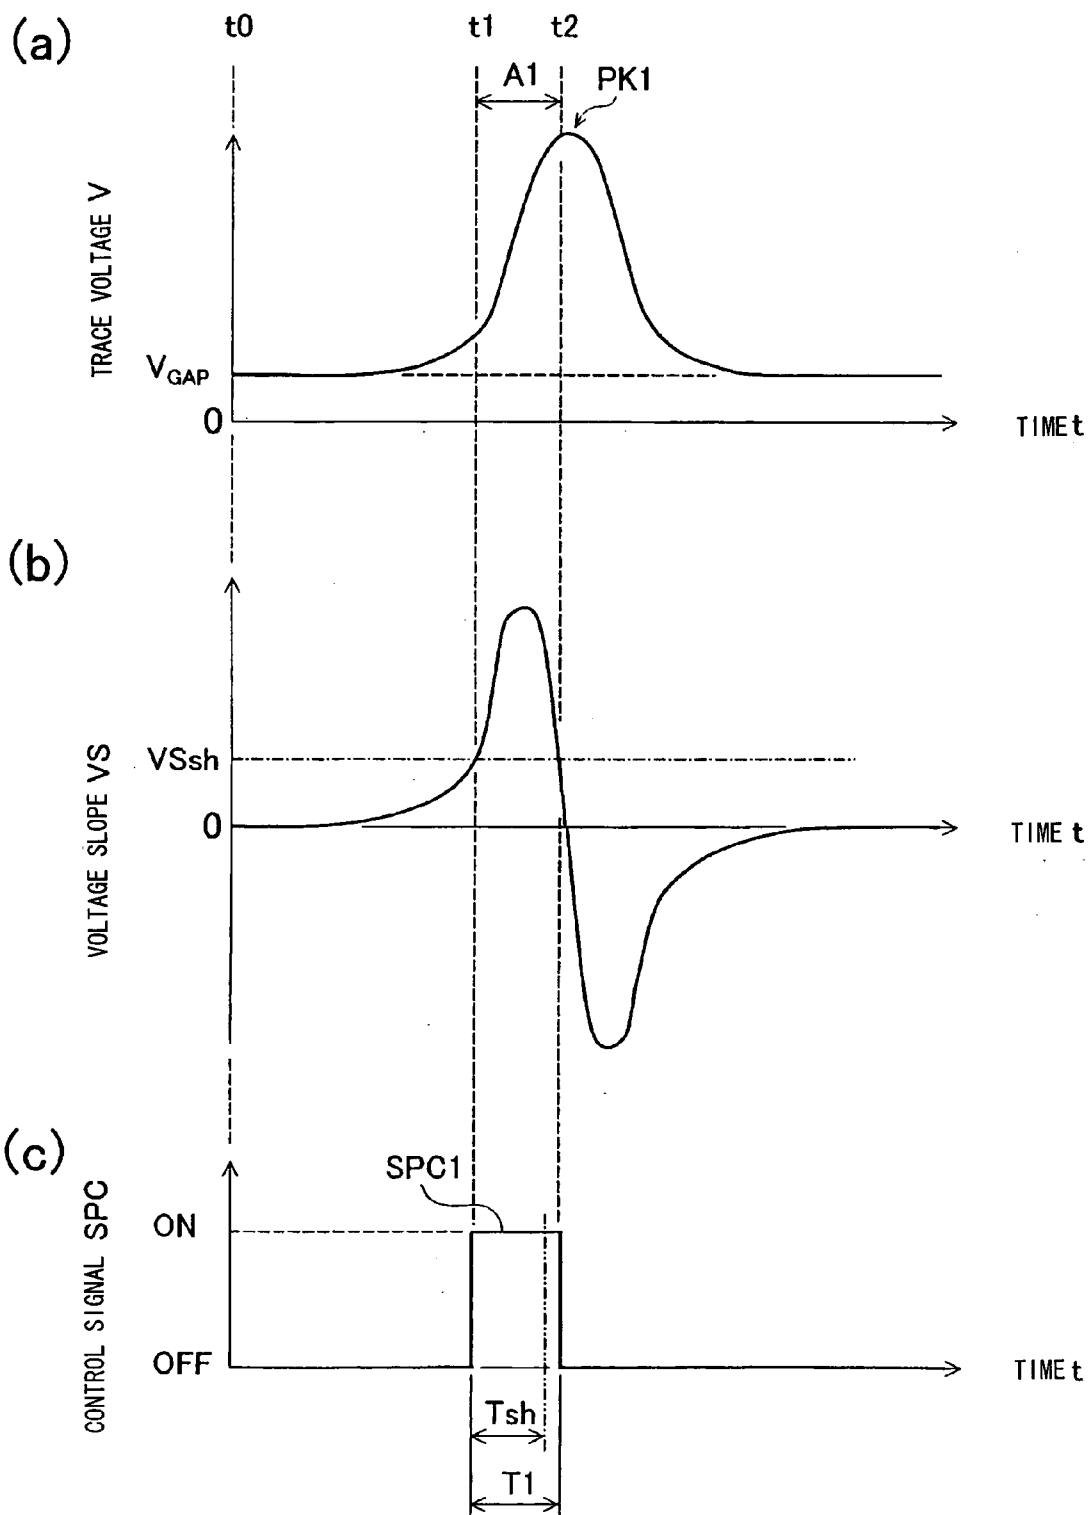 (a)
t0
t1
t2
A1
PK1
TRACE VOLTAGE V
VGAP
0
TIME t
(b)
VOLTAGE SLOPE VS
VSsh
0
TIME t
(c)
SPC1
CONTROL SIGNAL SPC
ON
OFF
TIME t
Tsh
T1